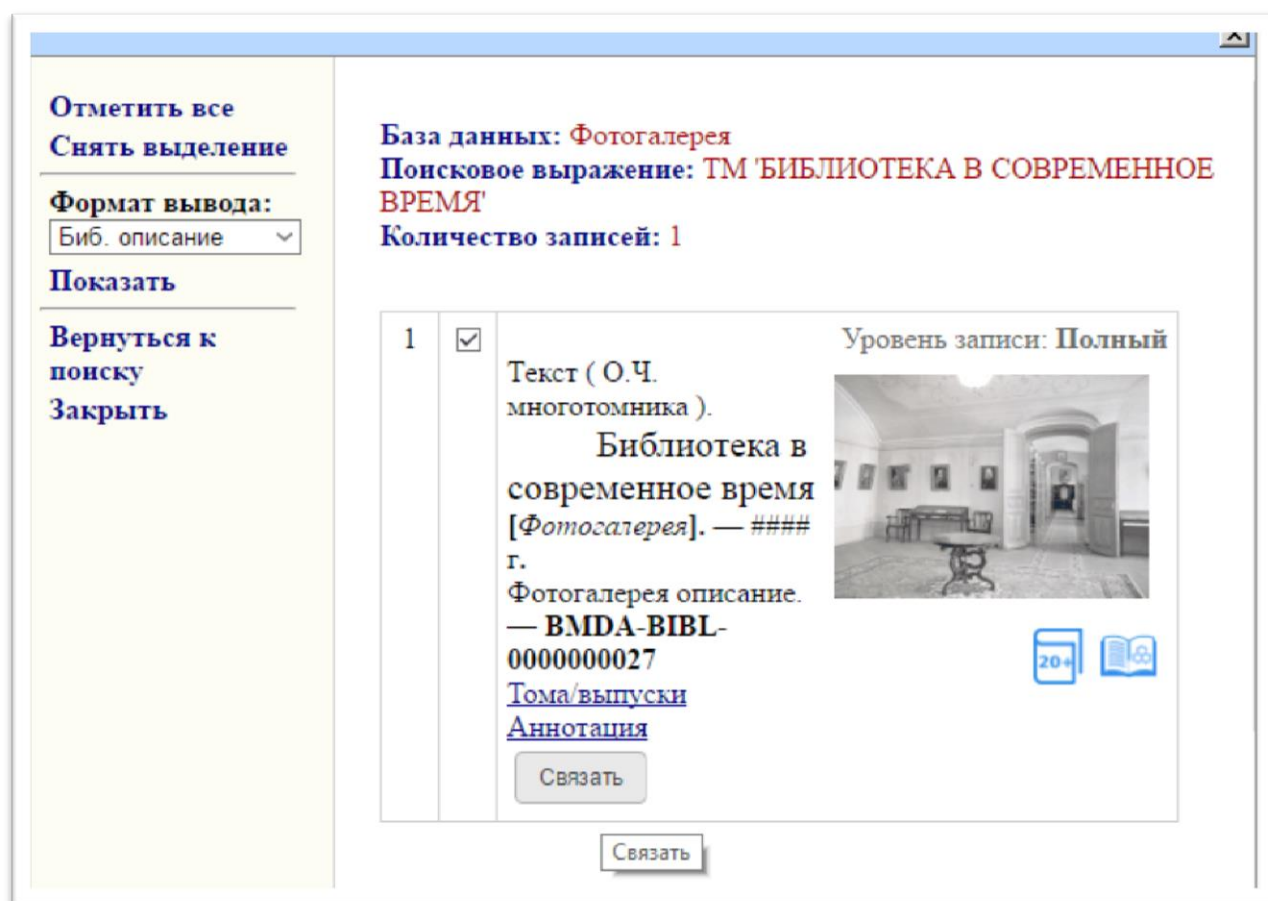 Отметить все
Снять выделение
Формат вывода:
Биб. описание
Показать
Вернуться к
поиску
Закрыть
База данных: Фотогалерея
Поисковое выражение: ТМ 'БИБЛИОТЕКА В СОВРЕМЕННОЕ
ВРЕМЯ'
Количество записей: 1
1
Уровень записи: Полный
Текст ( О.Ч.
многотомника ).
Библиотека в
современное время
[Фотогалерея]. — ####
г.
Фотогалерея описание.
— BMDA-BIBL-
0000000027
Тома/выпуски
Аннотация
Связать
20+
Связать